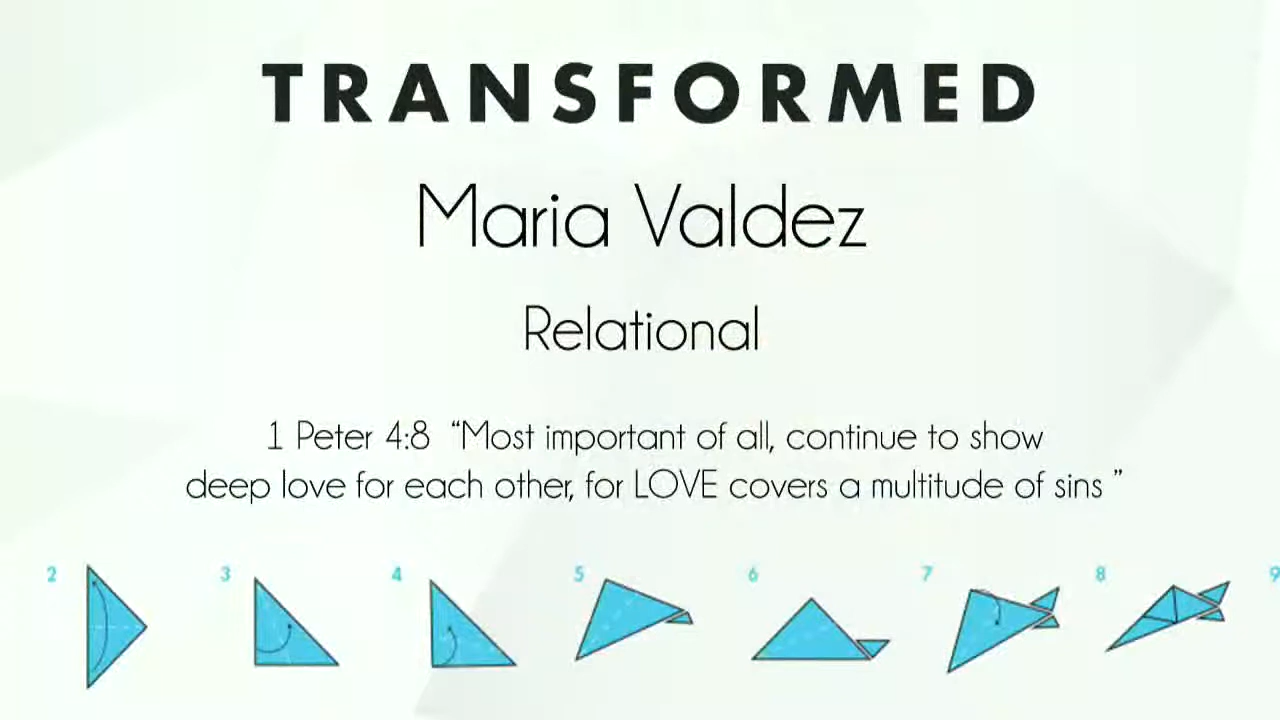 TRANSFORMED
Maria Valdez
Relational
1 Peter 4:8 “Most important of all, continue to show
deep love for each other, for LOVE covers a multitude of sins ”
2 3 4 5 6 7 8 9